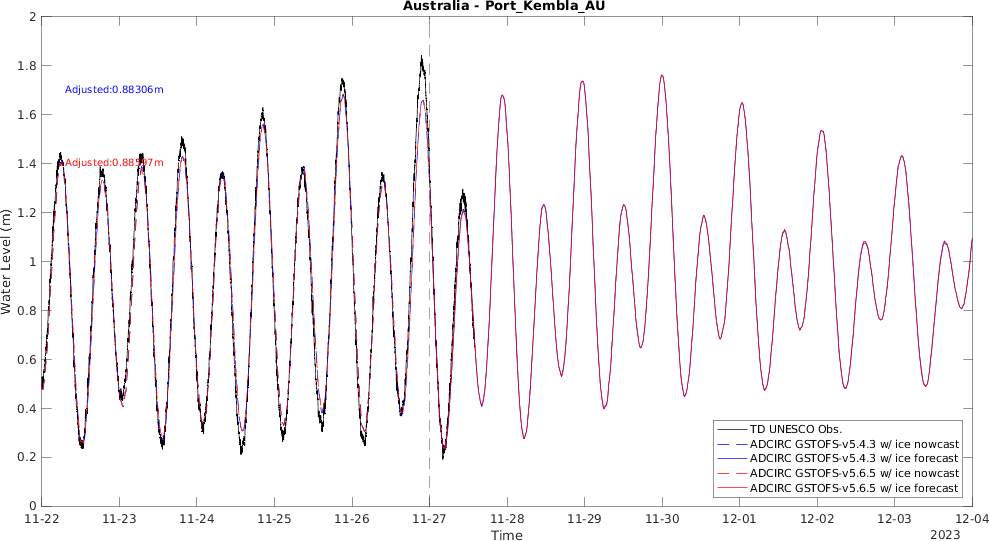 Australia - Port_Kembla_AU
2
1.8
1.6
1.4
1.2
1
0.8
0.6
0.4
0.2
0
Water Level (m)
Adjusted:0.88306m
Adjusted:0.88597m
TD UNESCO Obs.
ADCIRC GSTOFS-v5.4.3 w/ ice nowcast
ADCIRC GSTOFS-v5.4.3 w/ ice forecast
ADCIRC GSTOFS-v5.6.5 w/ ice nowcast
ADCIRC GSTOFS-v5.6.5 w/ ice forecast
11-22 11-23 11-24 11-25 11-26 11-27 11-28 11-29 11-30 12-01 12-02 12-03 12-04
Time
2023